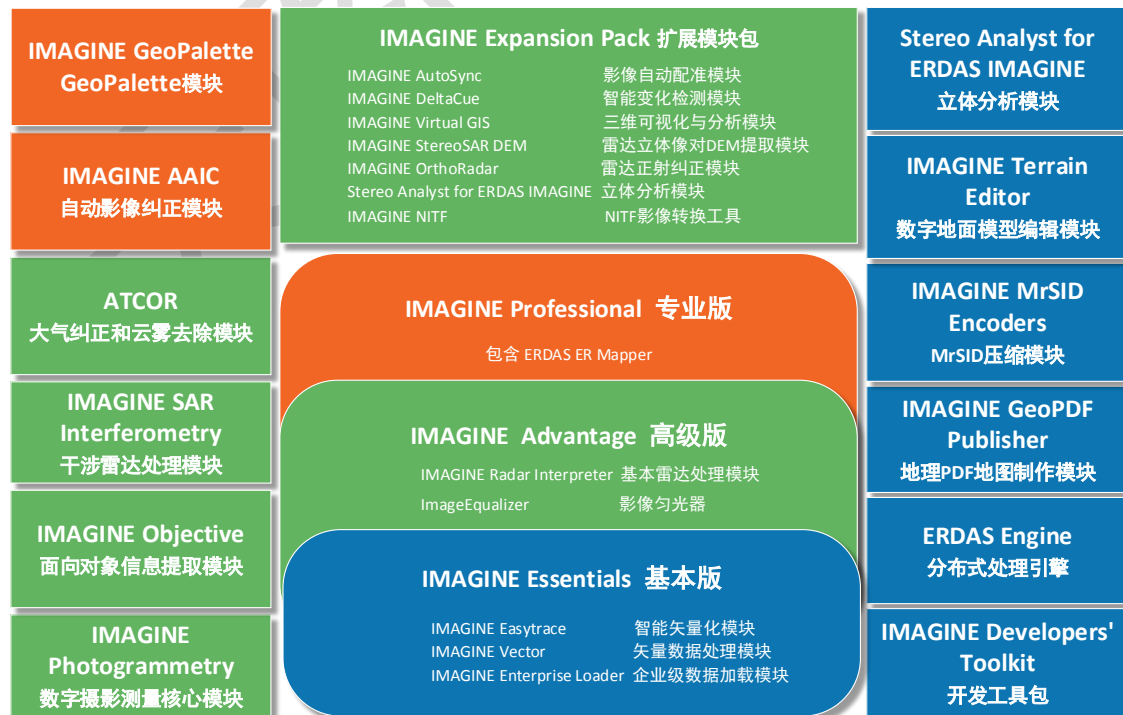 IMAGINE GeoPalette
GeoPalette模块
IMAGINE AAIC
自动影像纠正模块
ATCOR
大气纠正和云雾去除模块
IMAGINE SAR
Interferometry
干涉雷达处理模块
IMAGINE Objective
面向对象信息提取模块
IMAGINE
Photogrammetry
数字摄影测量核心模块
IMAGINE Expansion Pack 扩展模块包
IMAGINE AutoSync 影像自动配准模块
IMAGINE DeltaCue 智能变化检测模块
IMAGINE Virtual GIS 三维可视化与分析模块
IMAGINE StereoSAR DEM 雷达立体像对DEM提取模块
IMAGINE OrthoRadar 雷达正射纠正模块
Stereo Analyst for ERDAS IMAGINE 立体分析模块
IMAGINE NITF NITF影像转换工具
IMAGINE Professional 专业版
包含 ERDAS ER Mapper
IMAGINE Advantage 高级版
IMAGINE Radar Interpreter 基本雷达处理模块
ImageEqualizer 影像匀光器
IMAGINE Essentials 基本版
IMAGINE Easytrace 智能矢量化模块
IMAGINE Vector 矢量数据处理模块
IMAGINE Enterprise Loader 企业级数据加载模块
Stereo Analyst for
ERDAS IMAGINE
立体分析模块
IMAGINE Terrain
Editor
数字地面模型编辑模块
IMAGINE MrSID
Encoders
MrSID压缩模块
IMAGINE GeoPDF
Publisher
地理PDF地图制作模块
ERDAS Engine
分布式处理引擎
IMAGINE Developers'
Toolkit
开发工具包